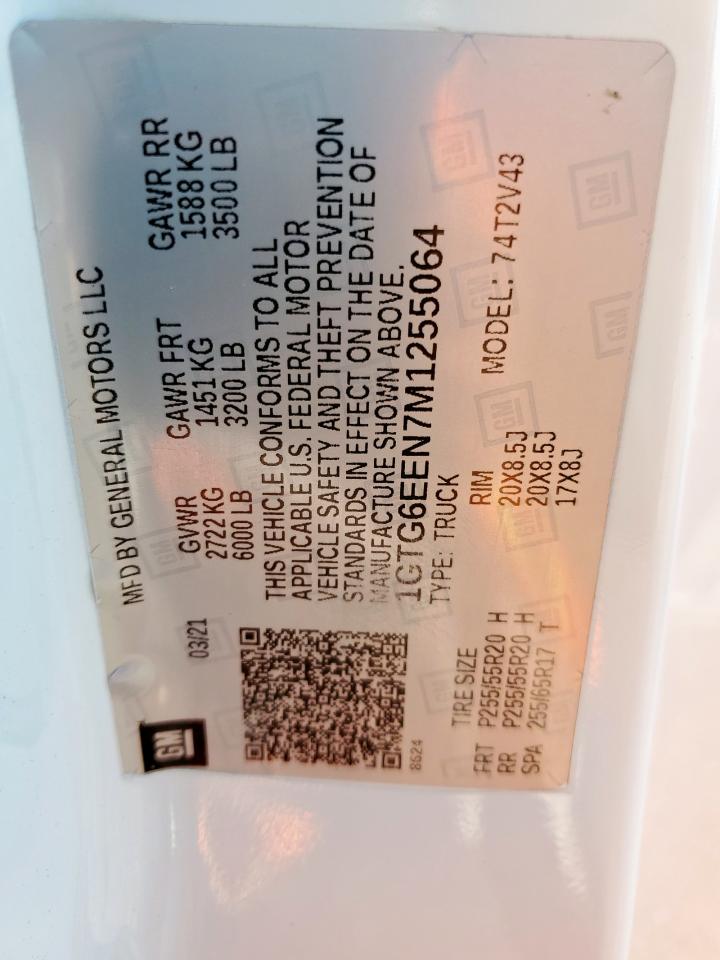 GM
MFD BY GENERAL MOTORS LLC
03/21
GVWR GAWR FRT GAWR RR
2722 KG 1451 KG 1588 KG
6000 LB 3200 LB 3500 LB
THIS VEHICLE CONFORMS TO ALL
APPLICABLE U.S. FEDERAL MOTOR
VEHICLE SAFETY AND THEFT PREVENTION
STANDARDS IN EFFECT ON THE DATE OF
MANUFACTURE SHOWN ABOVE.
1GTG6EEN7M1255064
8624
TYPE: TRUCK
MODEL: 74T2V43
TIRE SIZE RIM
FRT P255/55R20 H 20X8.5J
RR P255/55R20 H 20X8.5J
SPA 255/65R17 T 17X8J